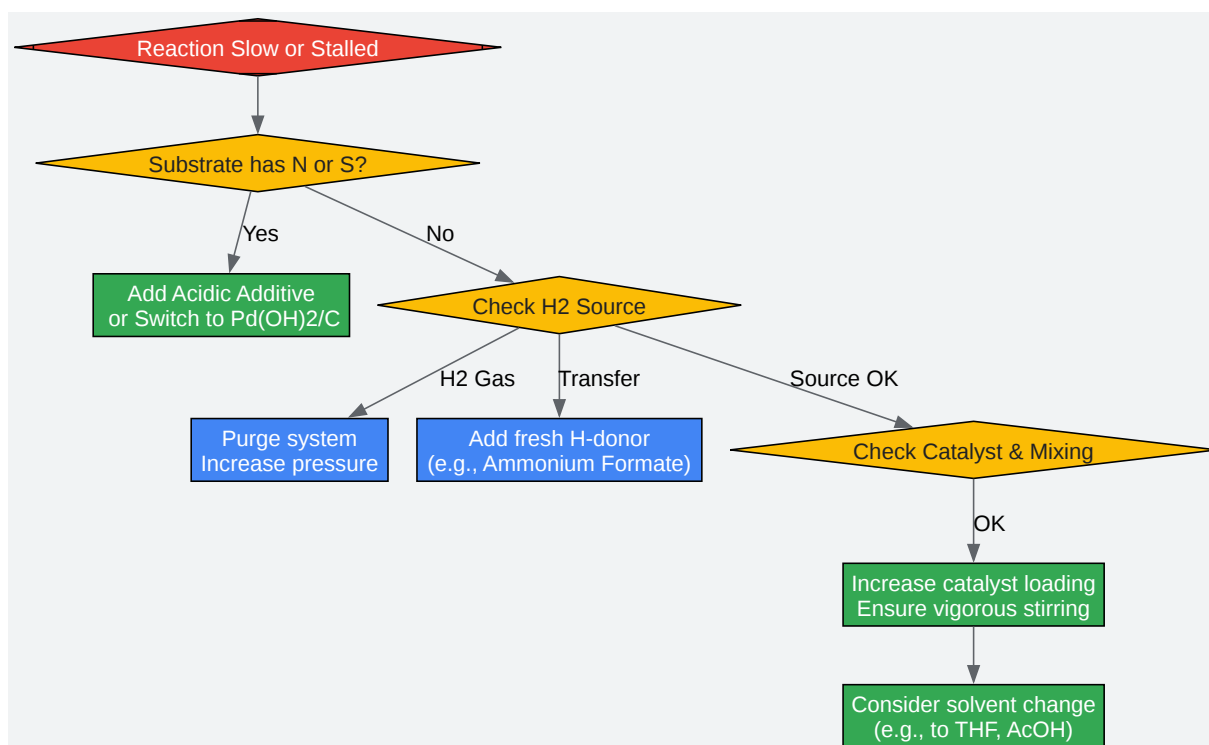 Reaction Slow or Stalled
Substrate has N or S?
Yes
No
Add Acidic Additive
or Switch to Pd(OH)2/C
Check H2 Source
H2 Gas
Transfer
Source OK
Purge system
Increase pressure
Add fresh H-donor
(e.g., Ammonium Formate)
Check Catalyst & Mixing
OK
Increase catalyst loading
Ensure vigorous stirring
Consider solvent change
(e.g., to THF, AcOH)